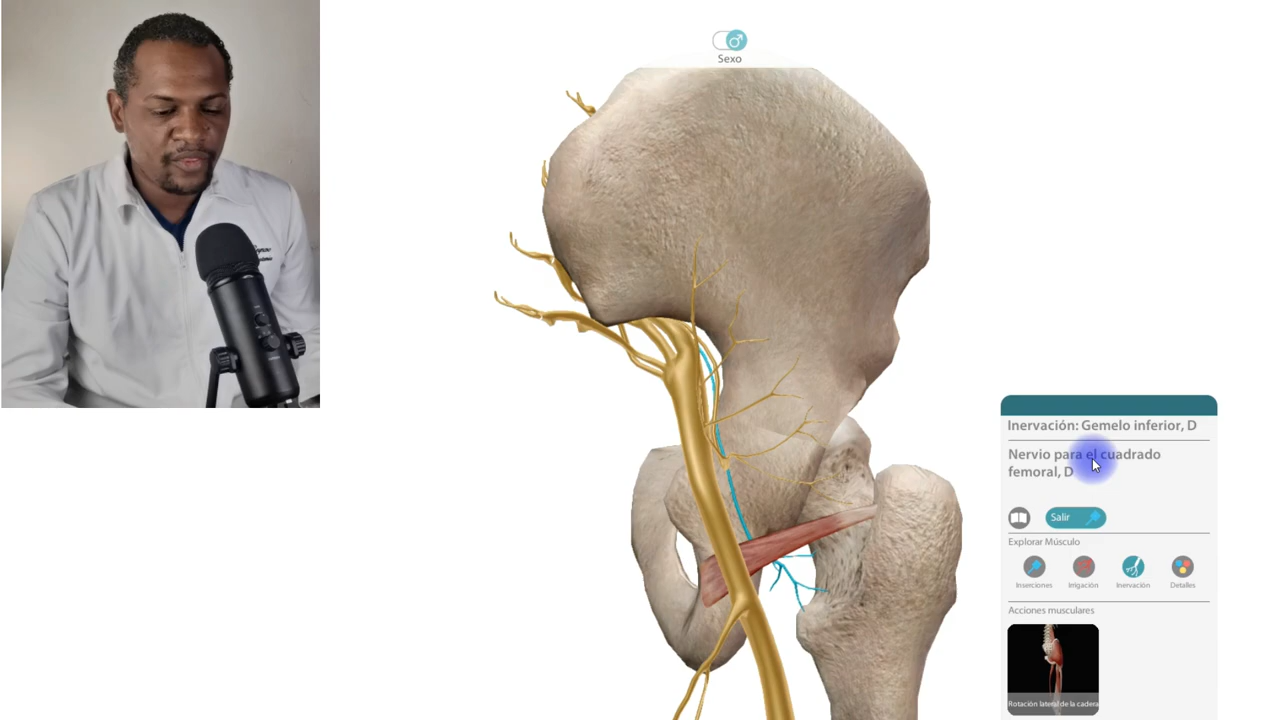 Sexo
Inervación: Gemelo inferior, D
Nervio para el cuadrado
femoral, D
Salir
Explorar Músculo
Inserciones
Irrigación
Inervación
Detalles
Acciones musculares
Rotación lateral de la cadera